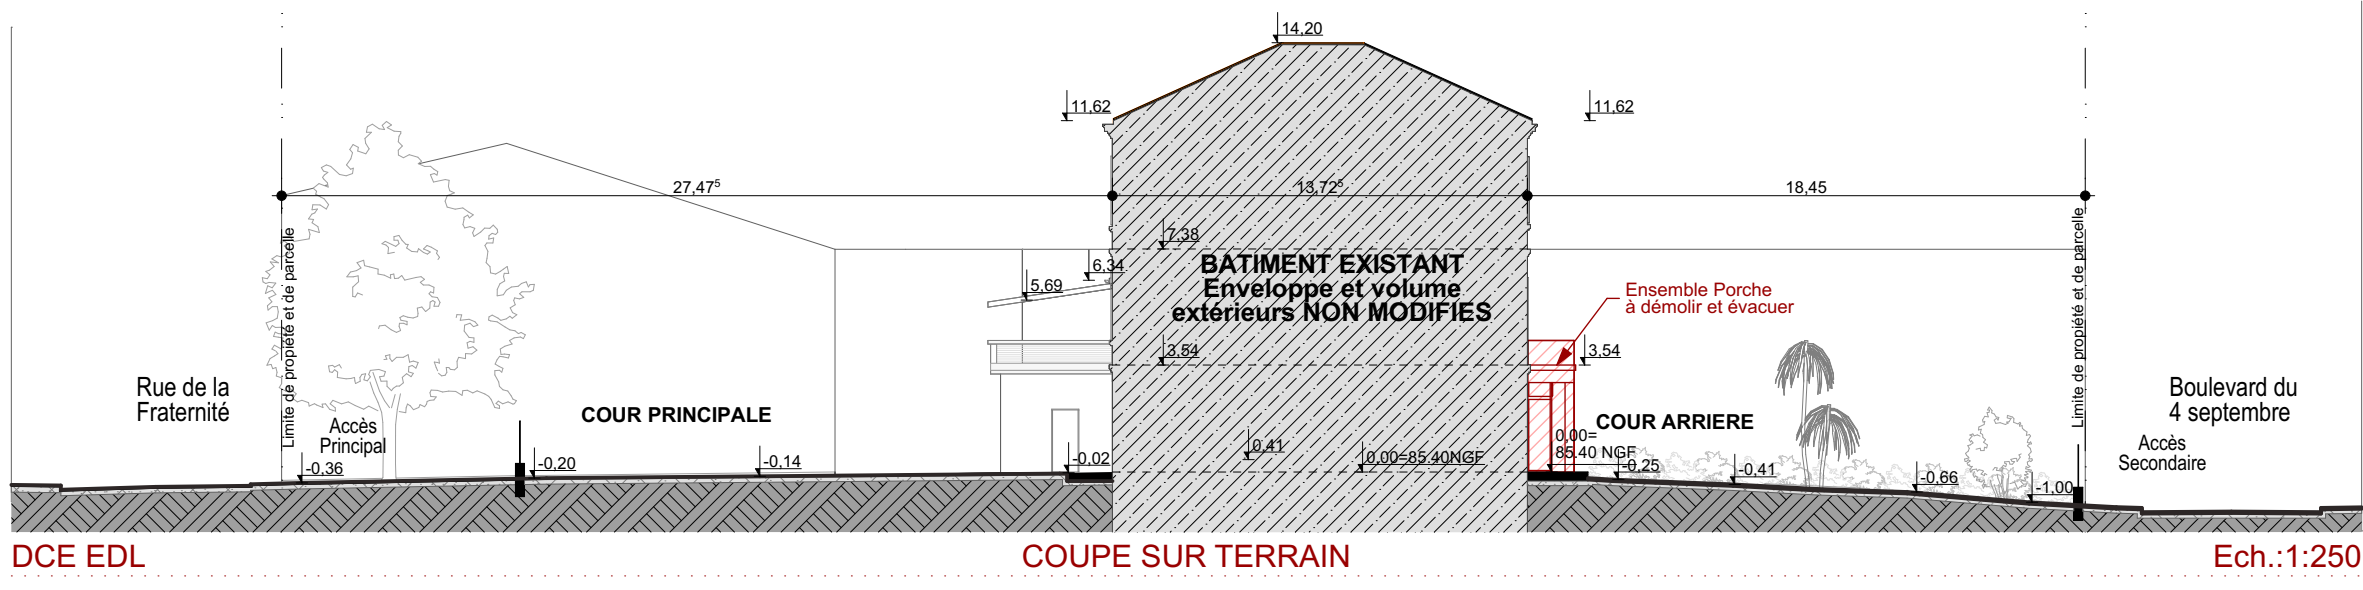 14,20
11,62
11,62
27,47⁵
13,72⁵
18,45
Limite de propiété et de parcelle
Limite de propiété et de parcelle
7,38
6,34
5,69
BATIMENT EXISTANT
Enveloppe et volume
extérieurs NON MODIFIES
Ensemble Porche
à démolir et évacuer
3,54
3,54
Rue de la
Fraternité
Accès
Principal
COUR PRINCIPALE
COUR ARRIERE
Boulevard du
4 septembre
Accès
Secondaire
-0,36
-0,20
-0,14
-0,02
0,41
0,00=85.40NGF
0,00=
85.40 NGF
-0,25
-0,41
-0,66
-1,00
DCE EDL
COUPE SUR TERRAIN
Ech.:1:250